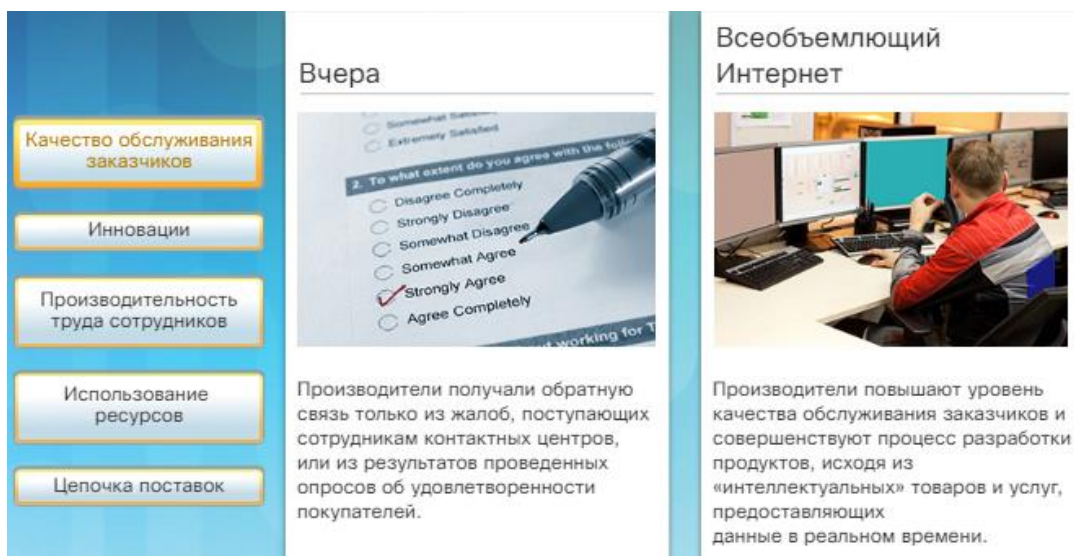 Качество обслуживания
заказчиков
Инновации
Производительность
труда сотрудников
Использование
ресурсов
Цепочка поставок
Вчера
Somewhat Satisfied
Extremely Satisfied
2. To what extent do you agree with the
Disagree Completely
Strongly Disagree
Somewhat Disagree
Somewhat Agree
Strongly Agree
Agree Completely
working for
Производители получали обратную
связь только из жалоб, поступающих
сотрудникам контактных центров,
или из результатов проведенных
опросов об удовлетворенности
покупателей.
Всеобъемлющий
Интернет
Производители повышают уровень
качества обслуживания заказчиков и
совершенствуют процесс разработки
продуктов, исходя из
«интеллектуальных» товаров и услуг,
предоставляющих
данные в реальном времени.